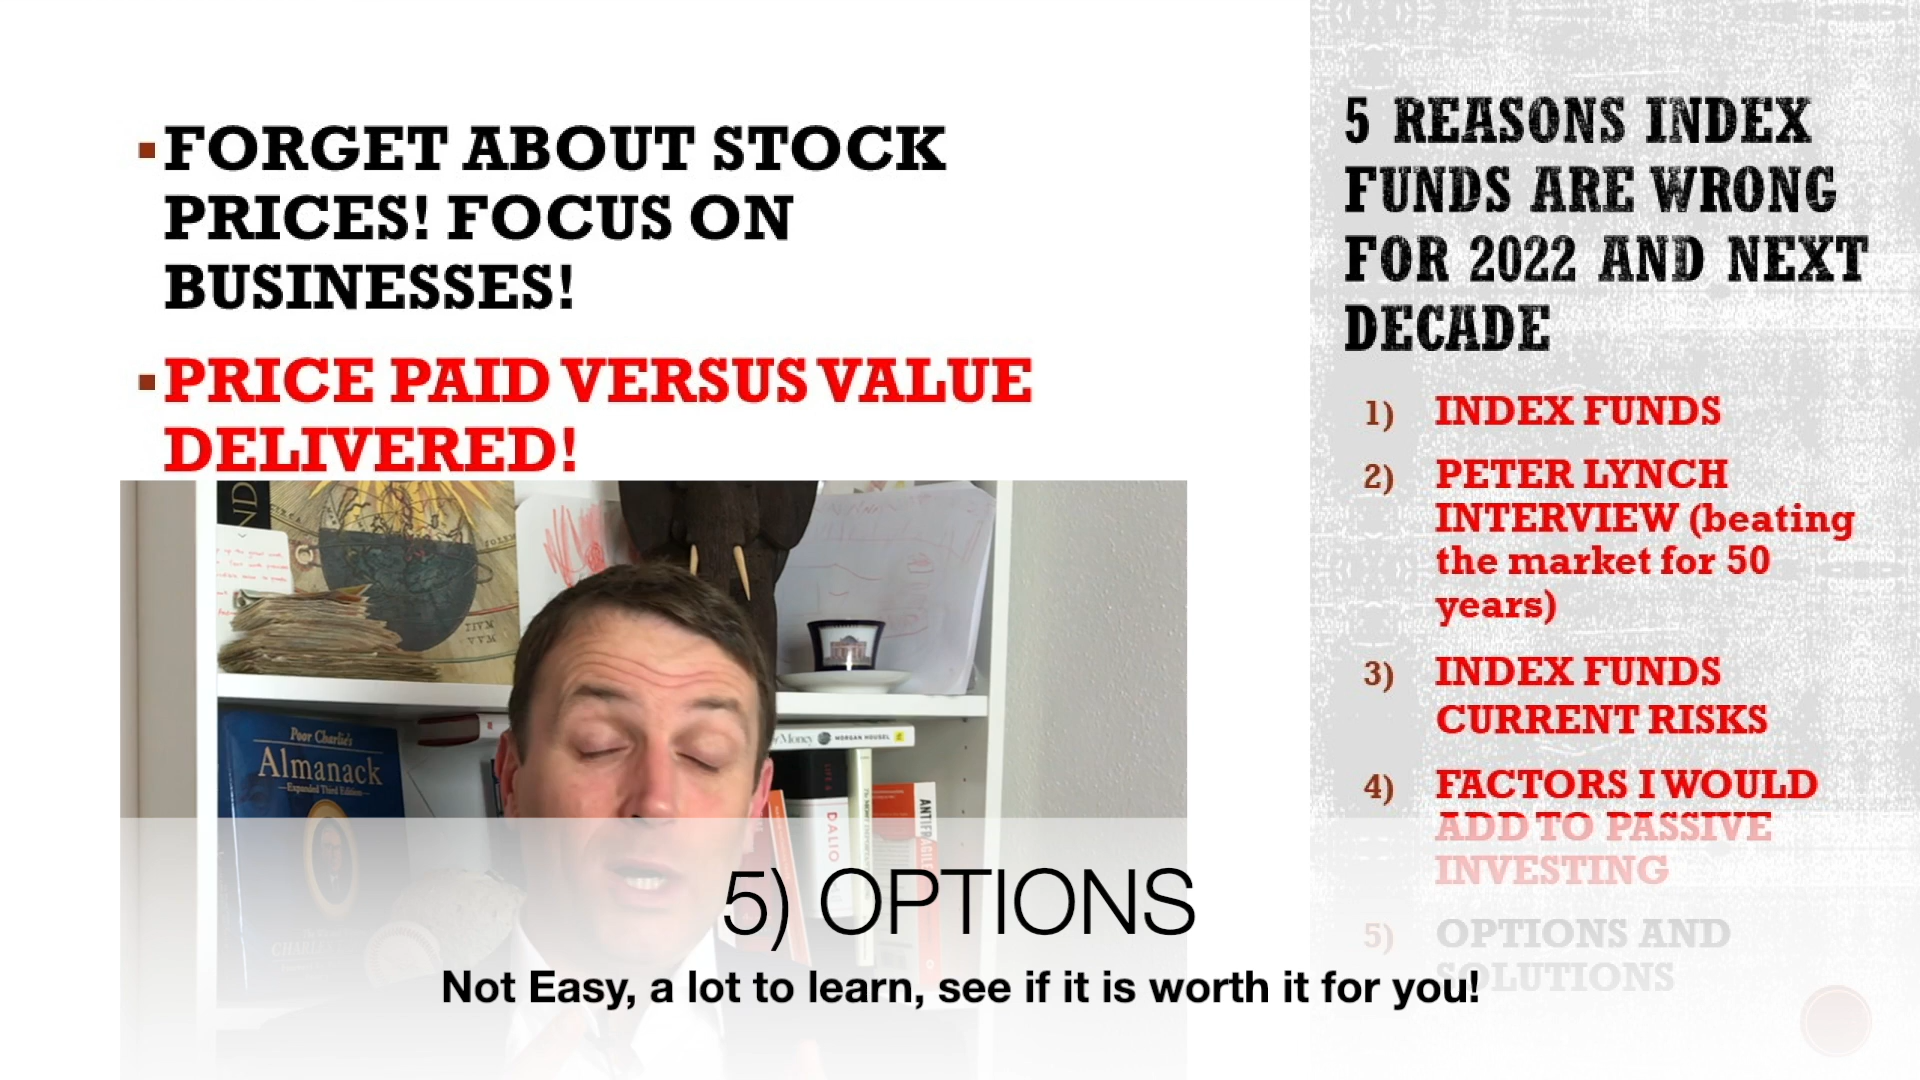 ▪FORGET ABOUT STOCK
PRICES! FOCUS ON
BUSINESSES!
▪PRICE PAID VERSUS VALUE
DELIVERED!
5 REASONS INDEX
FUNDS ARE WRONG
FOR 2022 AND NEXT
DECADE
1) INDEX FUNDS
2) PETER LYNCH
INTERVIEW (beating
the market for 50
years)
3) INDEX FUNDS
CURRENT RISKS
4) FACTORS I WOULD
ADD TO PASSIVE
INVESTING
5) OPTIONS AND
SOLUTIONS
Poor Charlie's
Almanack
Expanded Third Edition
Money MORGAN HOUSEL
DALIO
ANTIFRAGILE
5) OPTIONS
Not Easy, a lot to learn, see if it is worth it for you!